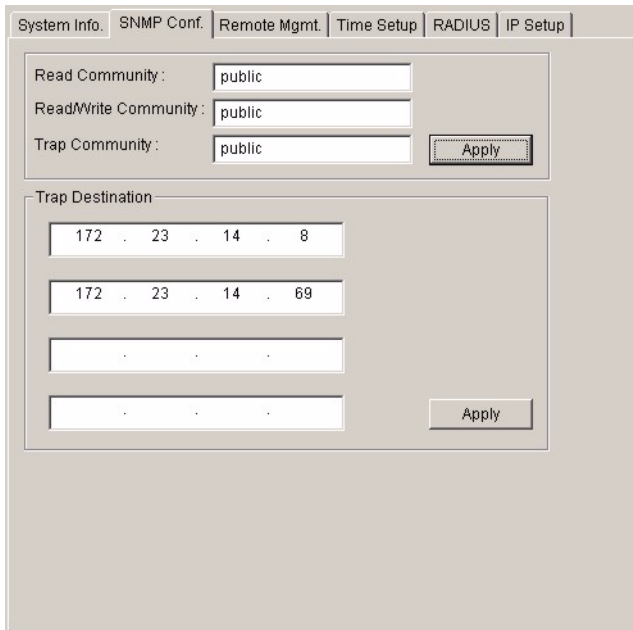 System Info. SNMP Conf. Remote Mgmt. Time Setup RADIUS IP Setup
Read Community : public
Read/Write Community : public
Trap Community : public Apply
Trap Destination
172 . 23 . 14 . 8
172 . 23 . 14 . 69
. . .
. . . Apply